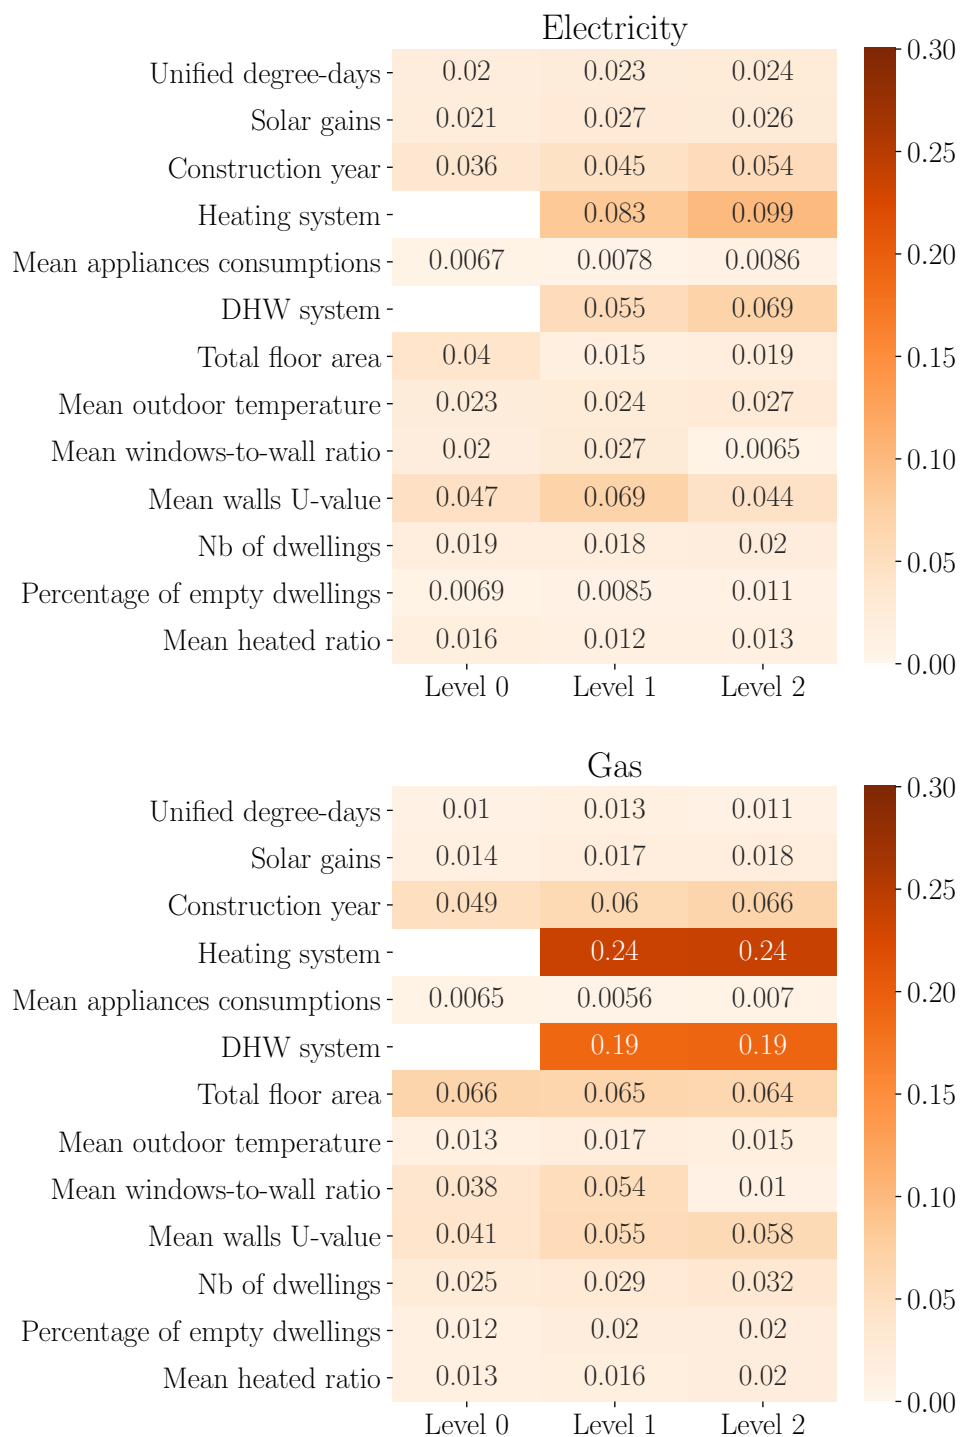 Electricity
Unified degree-days 0.02 0.023 0.024
Solar gains 0.021 0.027 0.026
Construction year 0.036 0.045 0.054
Heating system 0.083 0.099
Mean appliances consumptions 0.0067 0.0078 0.0086
DHW system 0.055 0.069
Total floor area 0.04 0.015 0.019
Mean outdoor temperature 0.023 0.024 0.027
Mean windows-to-wall ratio 0.02 0.027 0.0065
Mean walls U-value 0.047 0.069 0.044
Nb of dwellings 0.019 0.018 0.02
Percentage of empty dwellings 0.0069 0.0085 0.011
Mean heated ratio 0.016 0.012 0.013
Level 0 Level 1 Level 2
0.30
0.25
0.20
0.15
0.10
0.05
0.00
Gas
Unified degree-days 0.01 0.013 0.011
Solar gains 0.014 0.017 0.018
Construction year 0.049 0.06 0.066
Heating system 0.24 0.24
Mean appliances consumptions 0.0065 0.0056 0.007
DHW system 0.19 0.19
Total floor area 0.066 0.065 0.064
Mean outdoor temperature 0.013 0.017 0.015
Mean windows-to-wall ratio 0.038 0.054 0.01
Mean walls U-value 0.041 0.055 0.058
Nb of dwellings 0.025 0.029 0.032
Percentage of empty dwellings 0.012 0.02 0.02
Mean heated ratio 0.013 0.016 0.02
Level 0 Level 1 Level 2
0.30
0.25
0.20
0.15
0.10
0.05
0.00